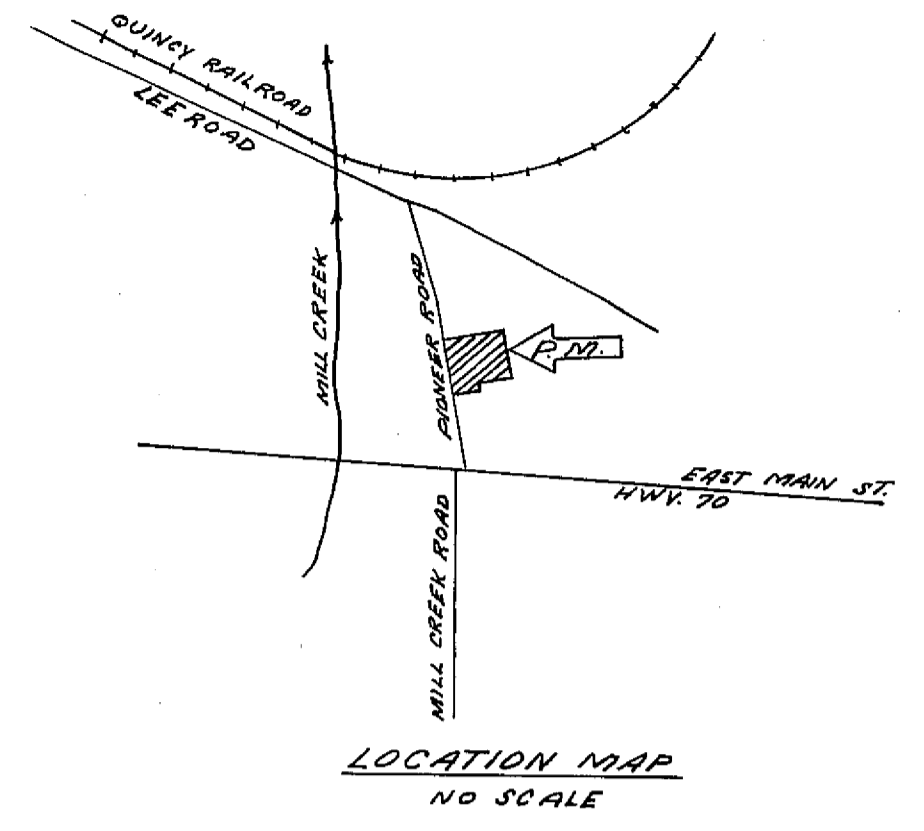 QUINCY RAILROAD
LEE ROAD
MILL CREEK
PIONEER ROAD
P. M.
EAST MAIN ST.
HWY. 70
MILL CREEK ROAD
LOCATION MAP
NO SCALE